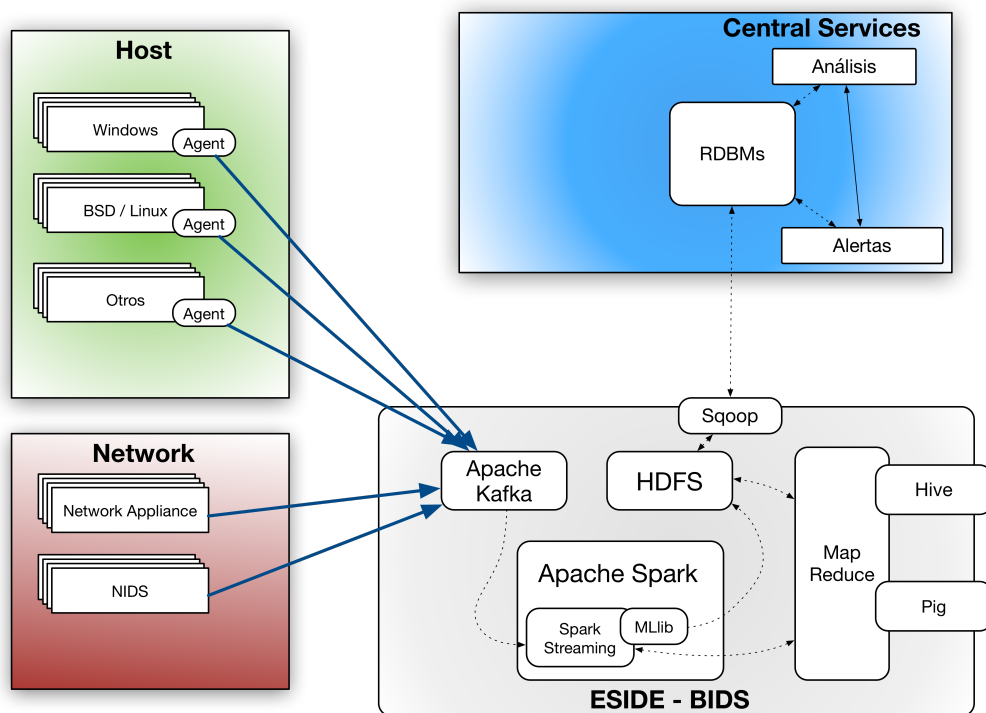 Host
Windows
Agent
BSD / Linux
Agent
Otros
Agent
Network
Network Appliance
NIDS
Central Services
Análisis
RDBMs
Alertas
Sqoop
Apache
Kafka
HDFS
Map
Reduce
Hive
Pig
Apache Spark
Spark
Streaming
MLlib
ESIDE - BIDS